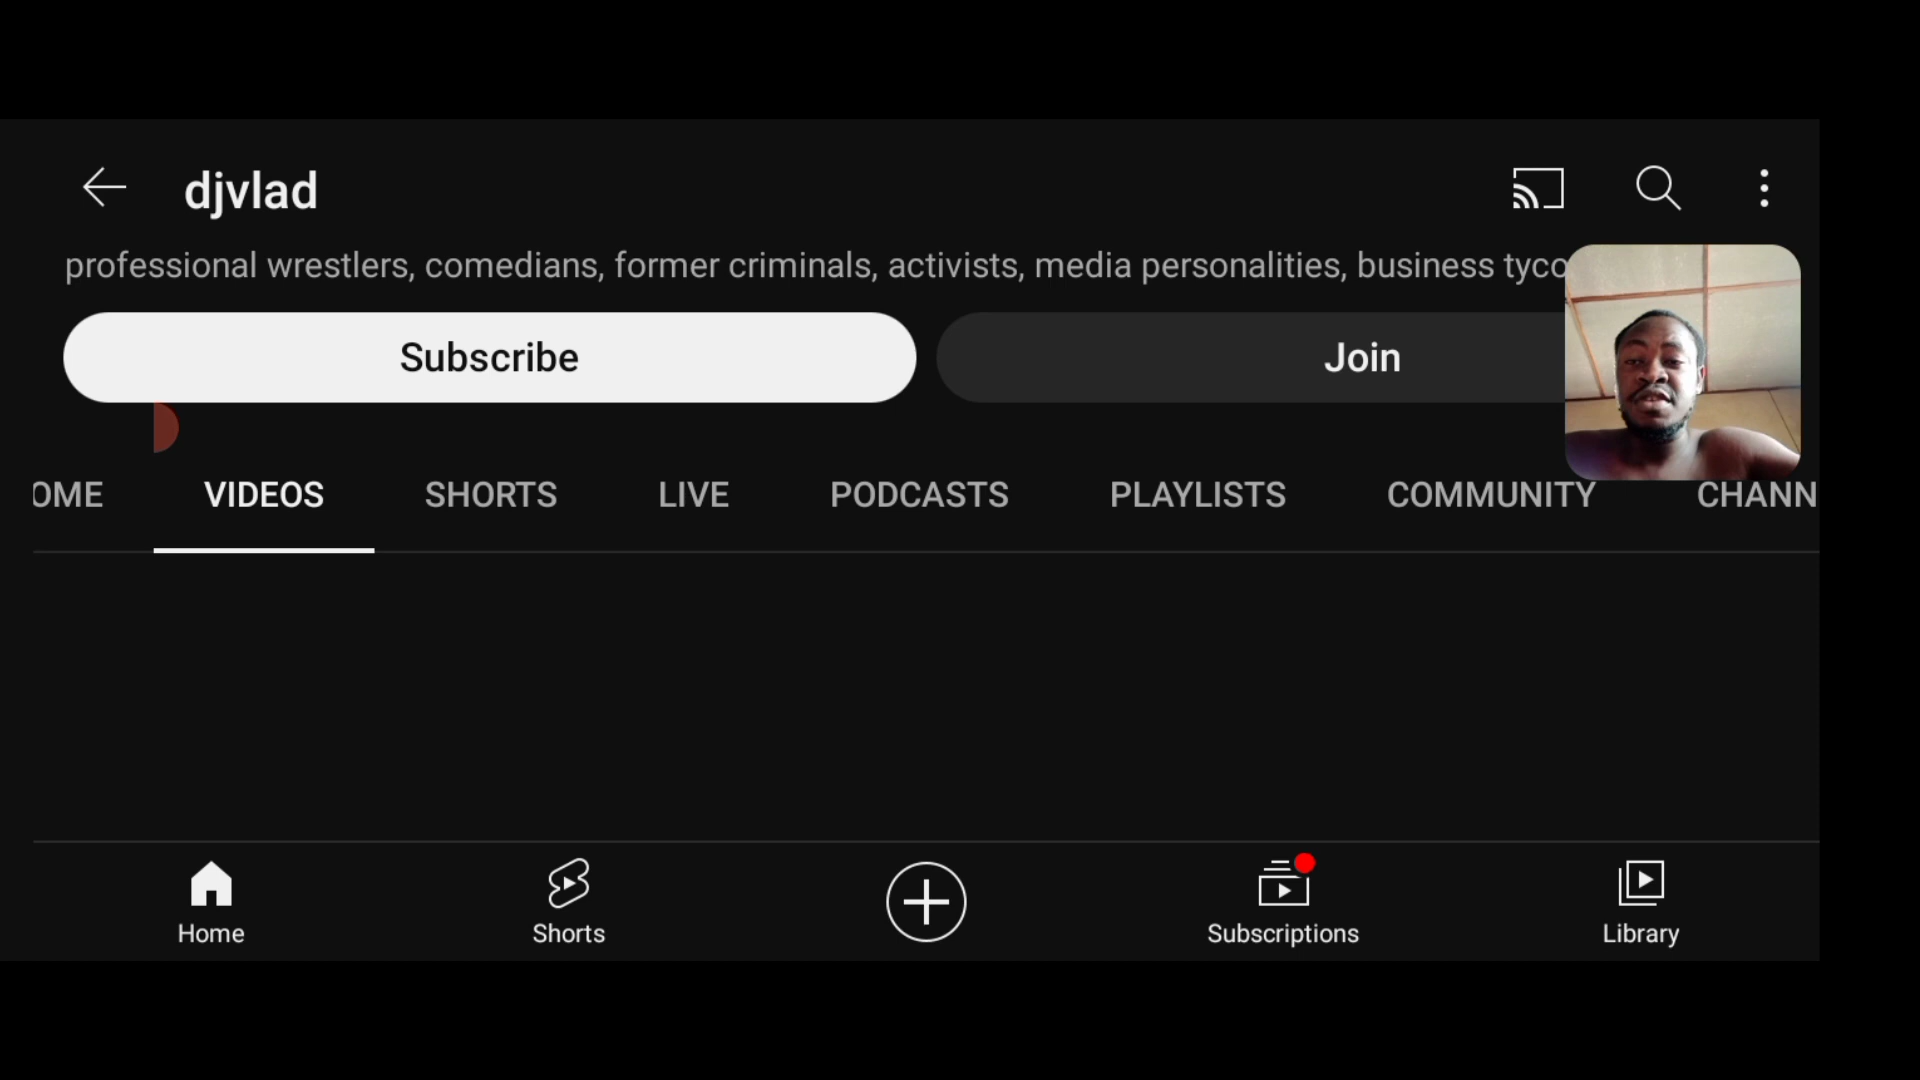 djvlad
professional wrestlers, comedians, former criminals, activists, media personalities, business tyco
Subscribe
Join
OME
VIDEOS
SHORTS
LIVE
PODCASTS
PLAYLISTS
COMMUNITY
CHANN
Home
Shorts
Subscriptions
Library